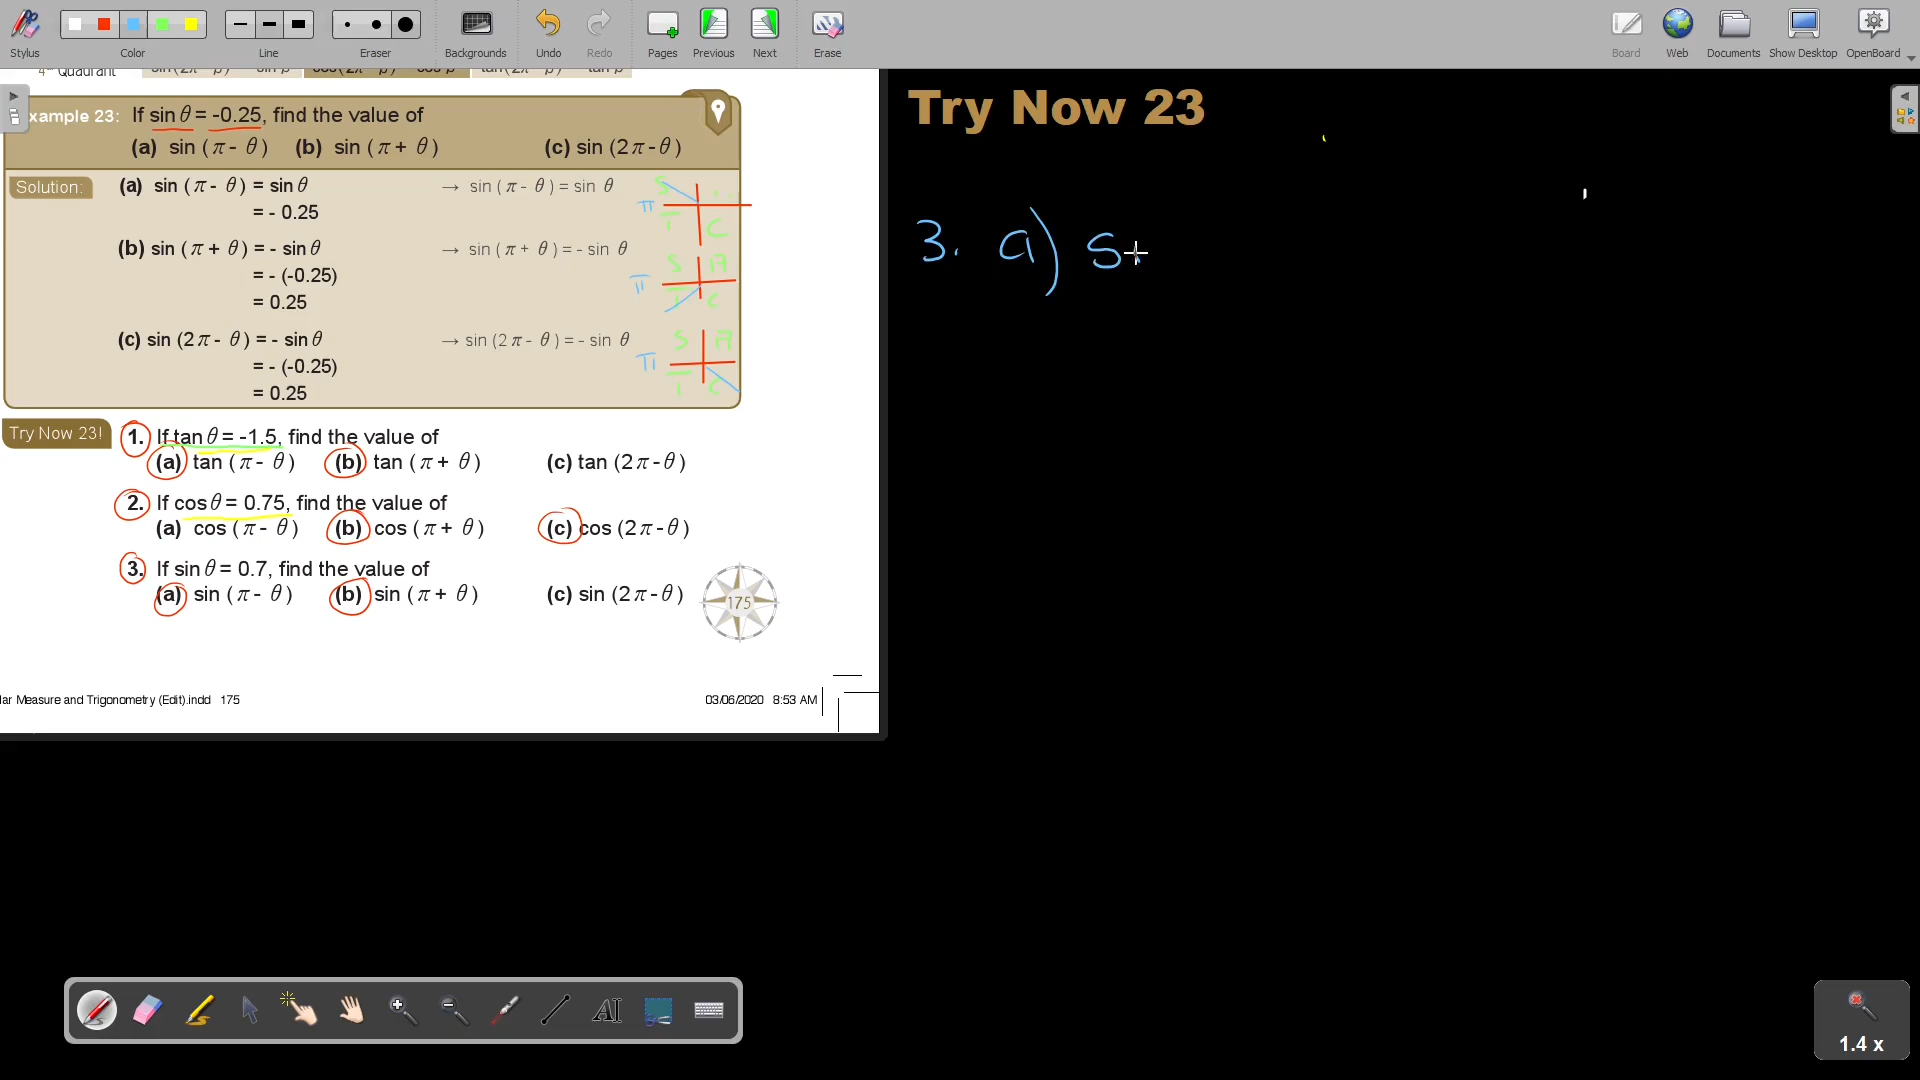 Stylus Color Line Eraser Backgrounds Undo Redo Pages Previous Next Erase Board Web Documents Show Desktop OpenBoard
4th Quadrant
xample 23: If sin θ = -0.25, find the value of
(a) sin (π - θ) (b) sin (π + θ) (c) sin (2π - θ)
Solution: (a) sin (π - θ) = sin θ → sin (π - θ) = sin θ
= - 0.25
(b) sin (π + θ) = - sin θ → sin (π + θ) = - sin θ
= - (-0.25)
= 0.25
(c) sin (2π - θ) = - sin θ → sin (2π - θ) = - sin θ
= - (-0.25)
= 0.25
S
π
T C
S A
π
T C
S A
π
T C
Try Now 23! 1. If tan θ = -1.5, find the value of
(a) tan (π - θ) (b) tan (π + θ) (c) tan (2π - θ)
2. If cos θ = 0.75, find the value of
(a) cos (π - θ) (b) cos (π + θ) (c) cos (2π - θ)
3. If sin θ = 0.7, find the value of
(a) sin (π - θ) (b) sin (π + θ) (c) sin (2π - θ)
175
lar Measure and Trigonometry (Edit).indd 175 03/06/2020 8:53 AM
Try Now 23
3. a) s
1.4 x